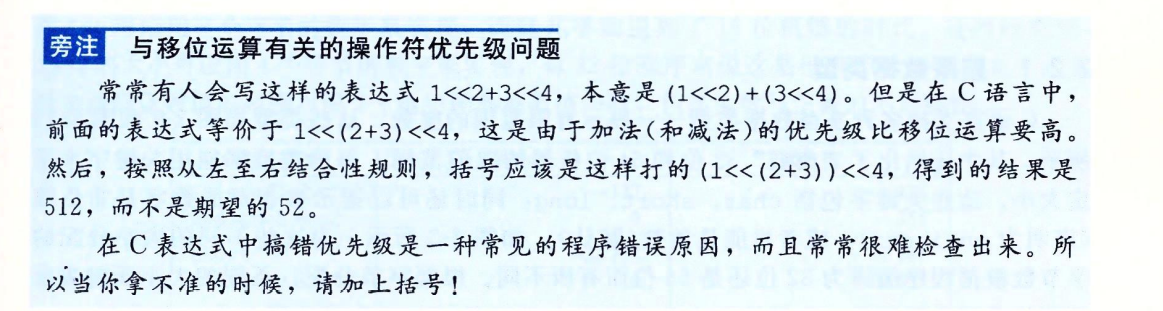 旁注 与移位运算有关的操作符优先级问题
常常有人会写这样的表达式 1<<2+3<<4，本意是 (1<<2)+(3<<4)。但是在 C 语言中，
前面的表达式等价于 1<<(2+3)<<4，这是由于加法(和减法)的优先级比移位运算要高。
然后，按照从左至右结合性规则，括号应该是这样打的 (1<<(2+3))<<4，得到的结果是
512，而不是期望的 52。
在 C 表达式中搞错优先级是一种常见的程序错误原因，而且常常很难检查出来。所
以当你拿不准的时候，请加上括号！